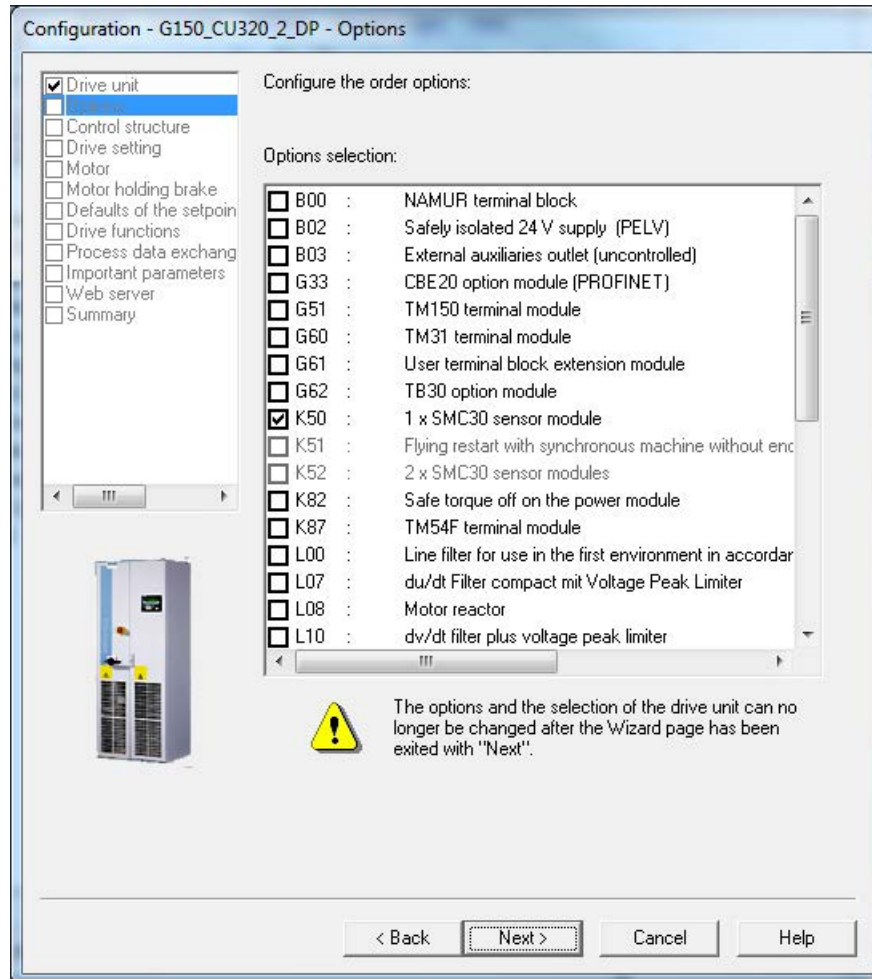 Configuration - G150_CU320_2_DP - Options
Drive unit
Control structure
Drive setting
Motor
Motor holding brake
Defaults of the setpoin
Drive functions
Process data exchang
Important parameters
Web server
Summary
Configure the order options:
Options selection:
B00 : NAMUR terminal block
B02 : Safely isolated 24 V supply (PELV)
B03 : External auxiliaries outlet (uncontrolled)
G33 : CBE20 option module (PROFINET)
G51 : TM150 terminal module
G60 : TM31 terminal module
G61 : User terminal block extension module
G62 : TB30 option module
K50 : 1 x SMC30 sensor module
K51 : Flying restart with synchronous machine without enc
K52 : 2 x SMC30 sensor modules
K82 : Safe torque off on the power module
K87 : TM54F terminal module
L00 : Line filter for use in the first environment in accordan
L07 : du/dt Filter compact mit Voltage Peak Limiter
L08 : Motor reactor
L10 : dv/dt filter plus voltage peak limiter
The options and the selection of the drive unit can no
longer be changed after the Wizard page has been
exited with "Next".
< Back
Next >
Cancel
Help